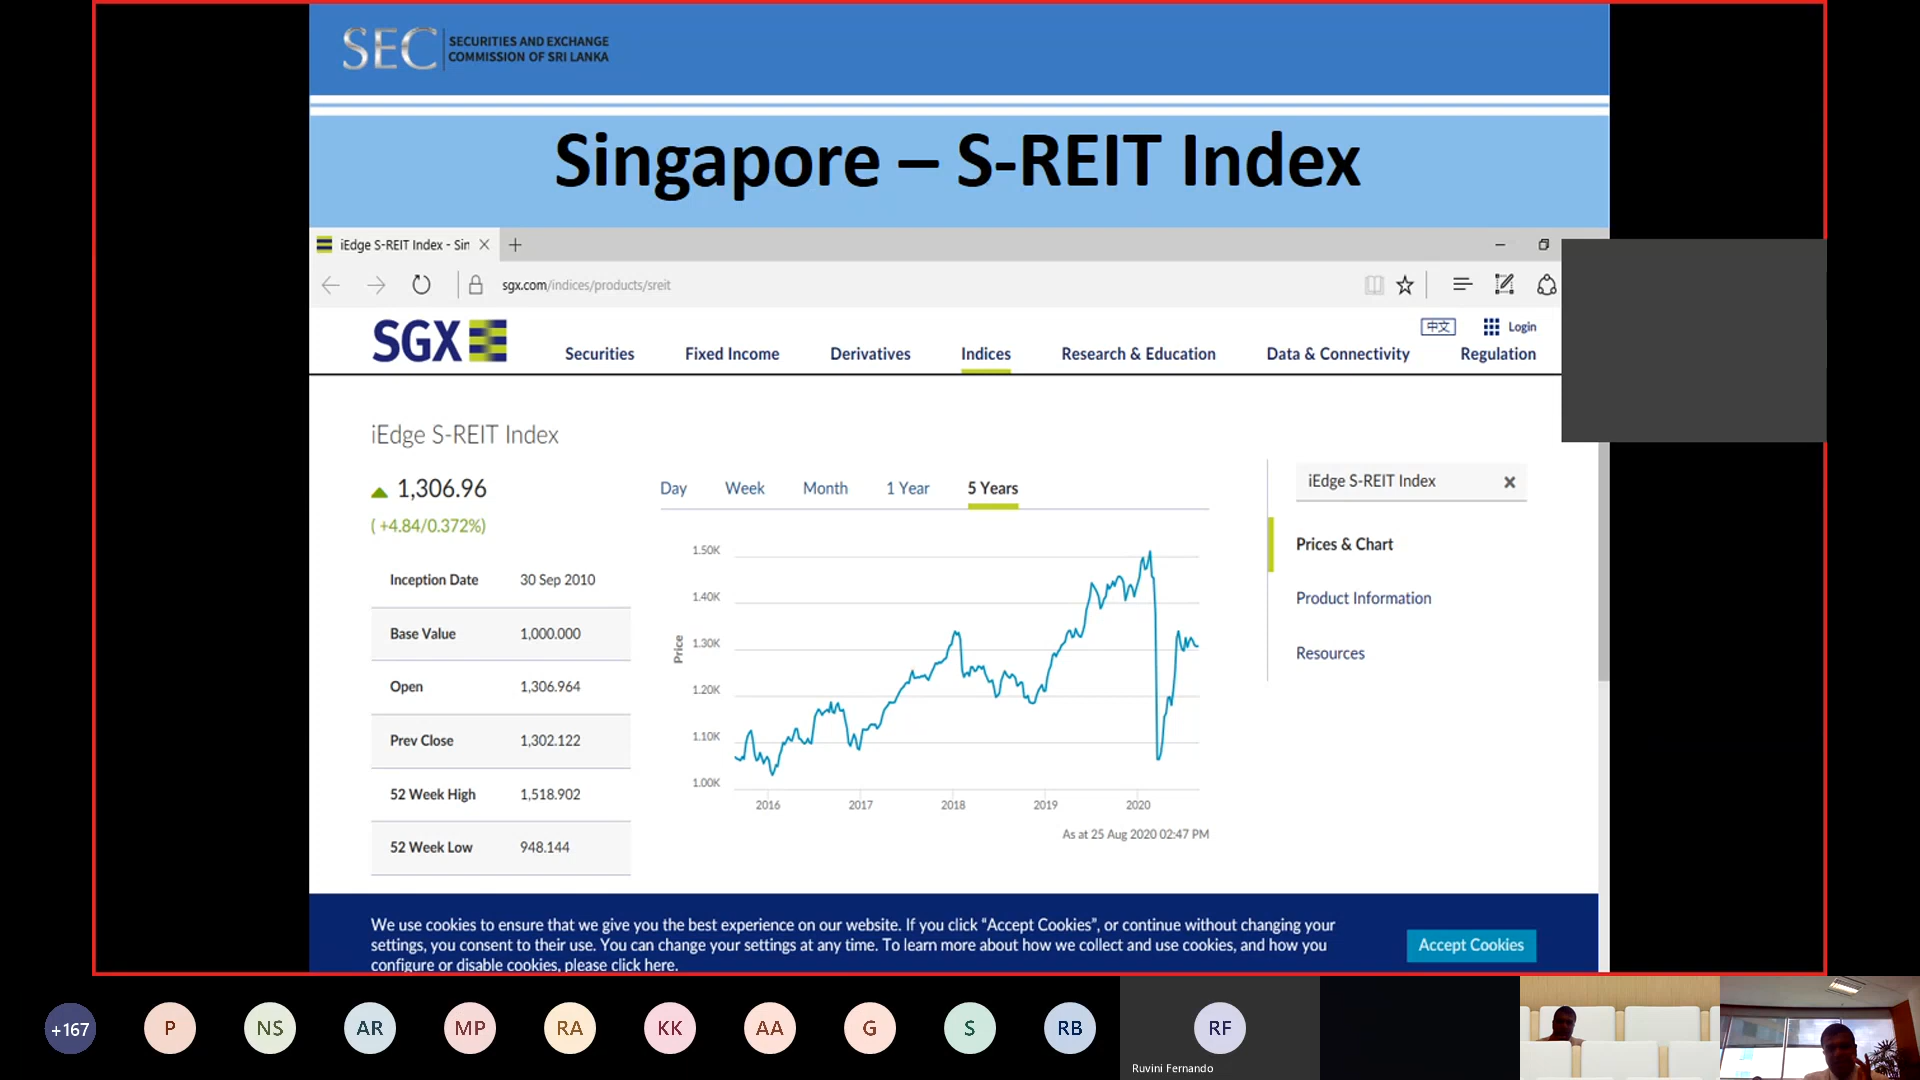 SEC SECURITIES AND EXCHANGE
COMMISSION OF SRI LANKA
Singapore – S-REIT Index
iEdge S-REIT Index - Sin
sgx.com/indices/products/sreit
中文 Login
SGX Securities Fixed Income Derivatives Indices Research & Education Data & Connectivity Regulation
iEdge S-REIT Index
1,306.96
( +4.84/0.372%)
Inception Date 30 Sep 2010
Base Value 1,000.000
Open 1,306.964
Prev Close 1,302.122
52 Week High 1,518.902
52 Week Low 948.144
Day Week Month 1 Year 5 Years
Price
1.50K
1.40K
1.30K
1.20K
1.10K
1.00K
2016 2017 2018 2019 2020
As at 25 Aug 2020 02:47 PM
iEdge S-REIT Index
Prices & Chart
Product Information
Resources
We use cookies to ensure that we give you the best experience on our website. If you click “Accept Cookies”, or continue without changing your
settings, you consent to their use. You can change your settings at any time. To learn more about how we collect and use cookies, and how you
configure or disable cookies, please click here.
Accept Cookies
+167 P NS AR MP RA KK AA G S RB RF
Ruvini Fernando